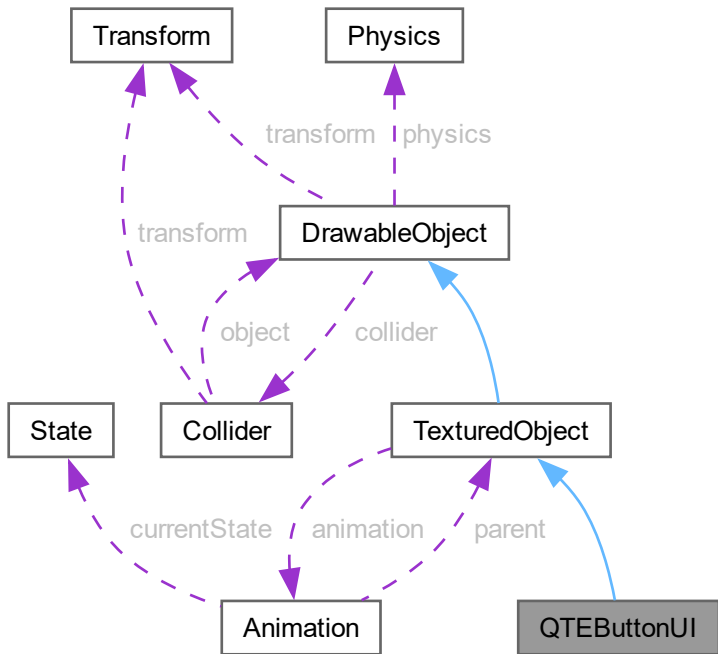 Transform
Physics
transform
physics
DrawableObject
transform
object
collider
State
Collider
TexturedObject
currentState
animation
parent
Animation
QTEButtonUI